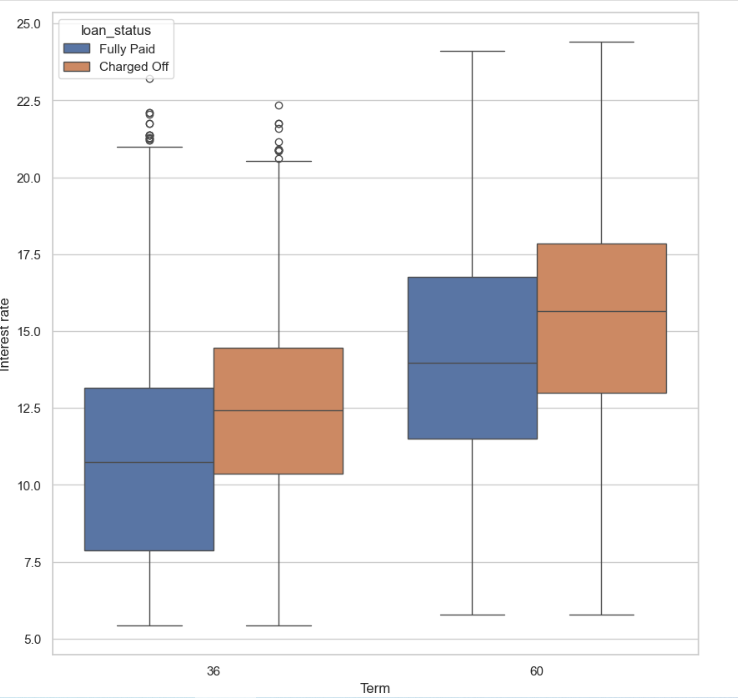 25.0
22.5
20.0
17.5
15.0
12.5
10.0
7.5
5.0
Interest rate
loan_status
Fully Paid
Charged Off
36
60
Term